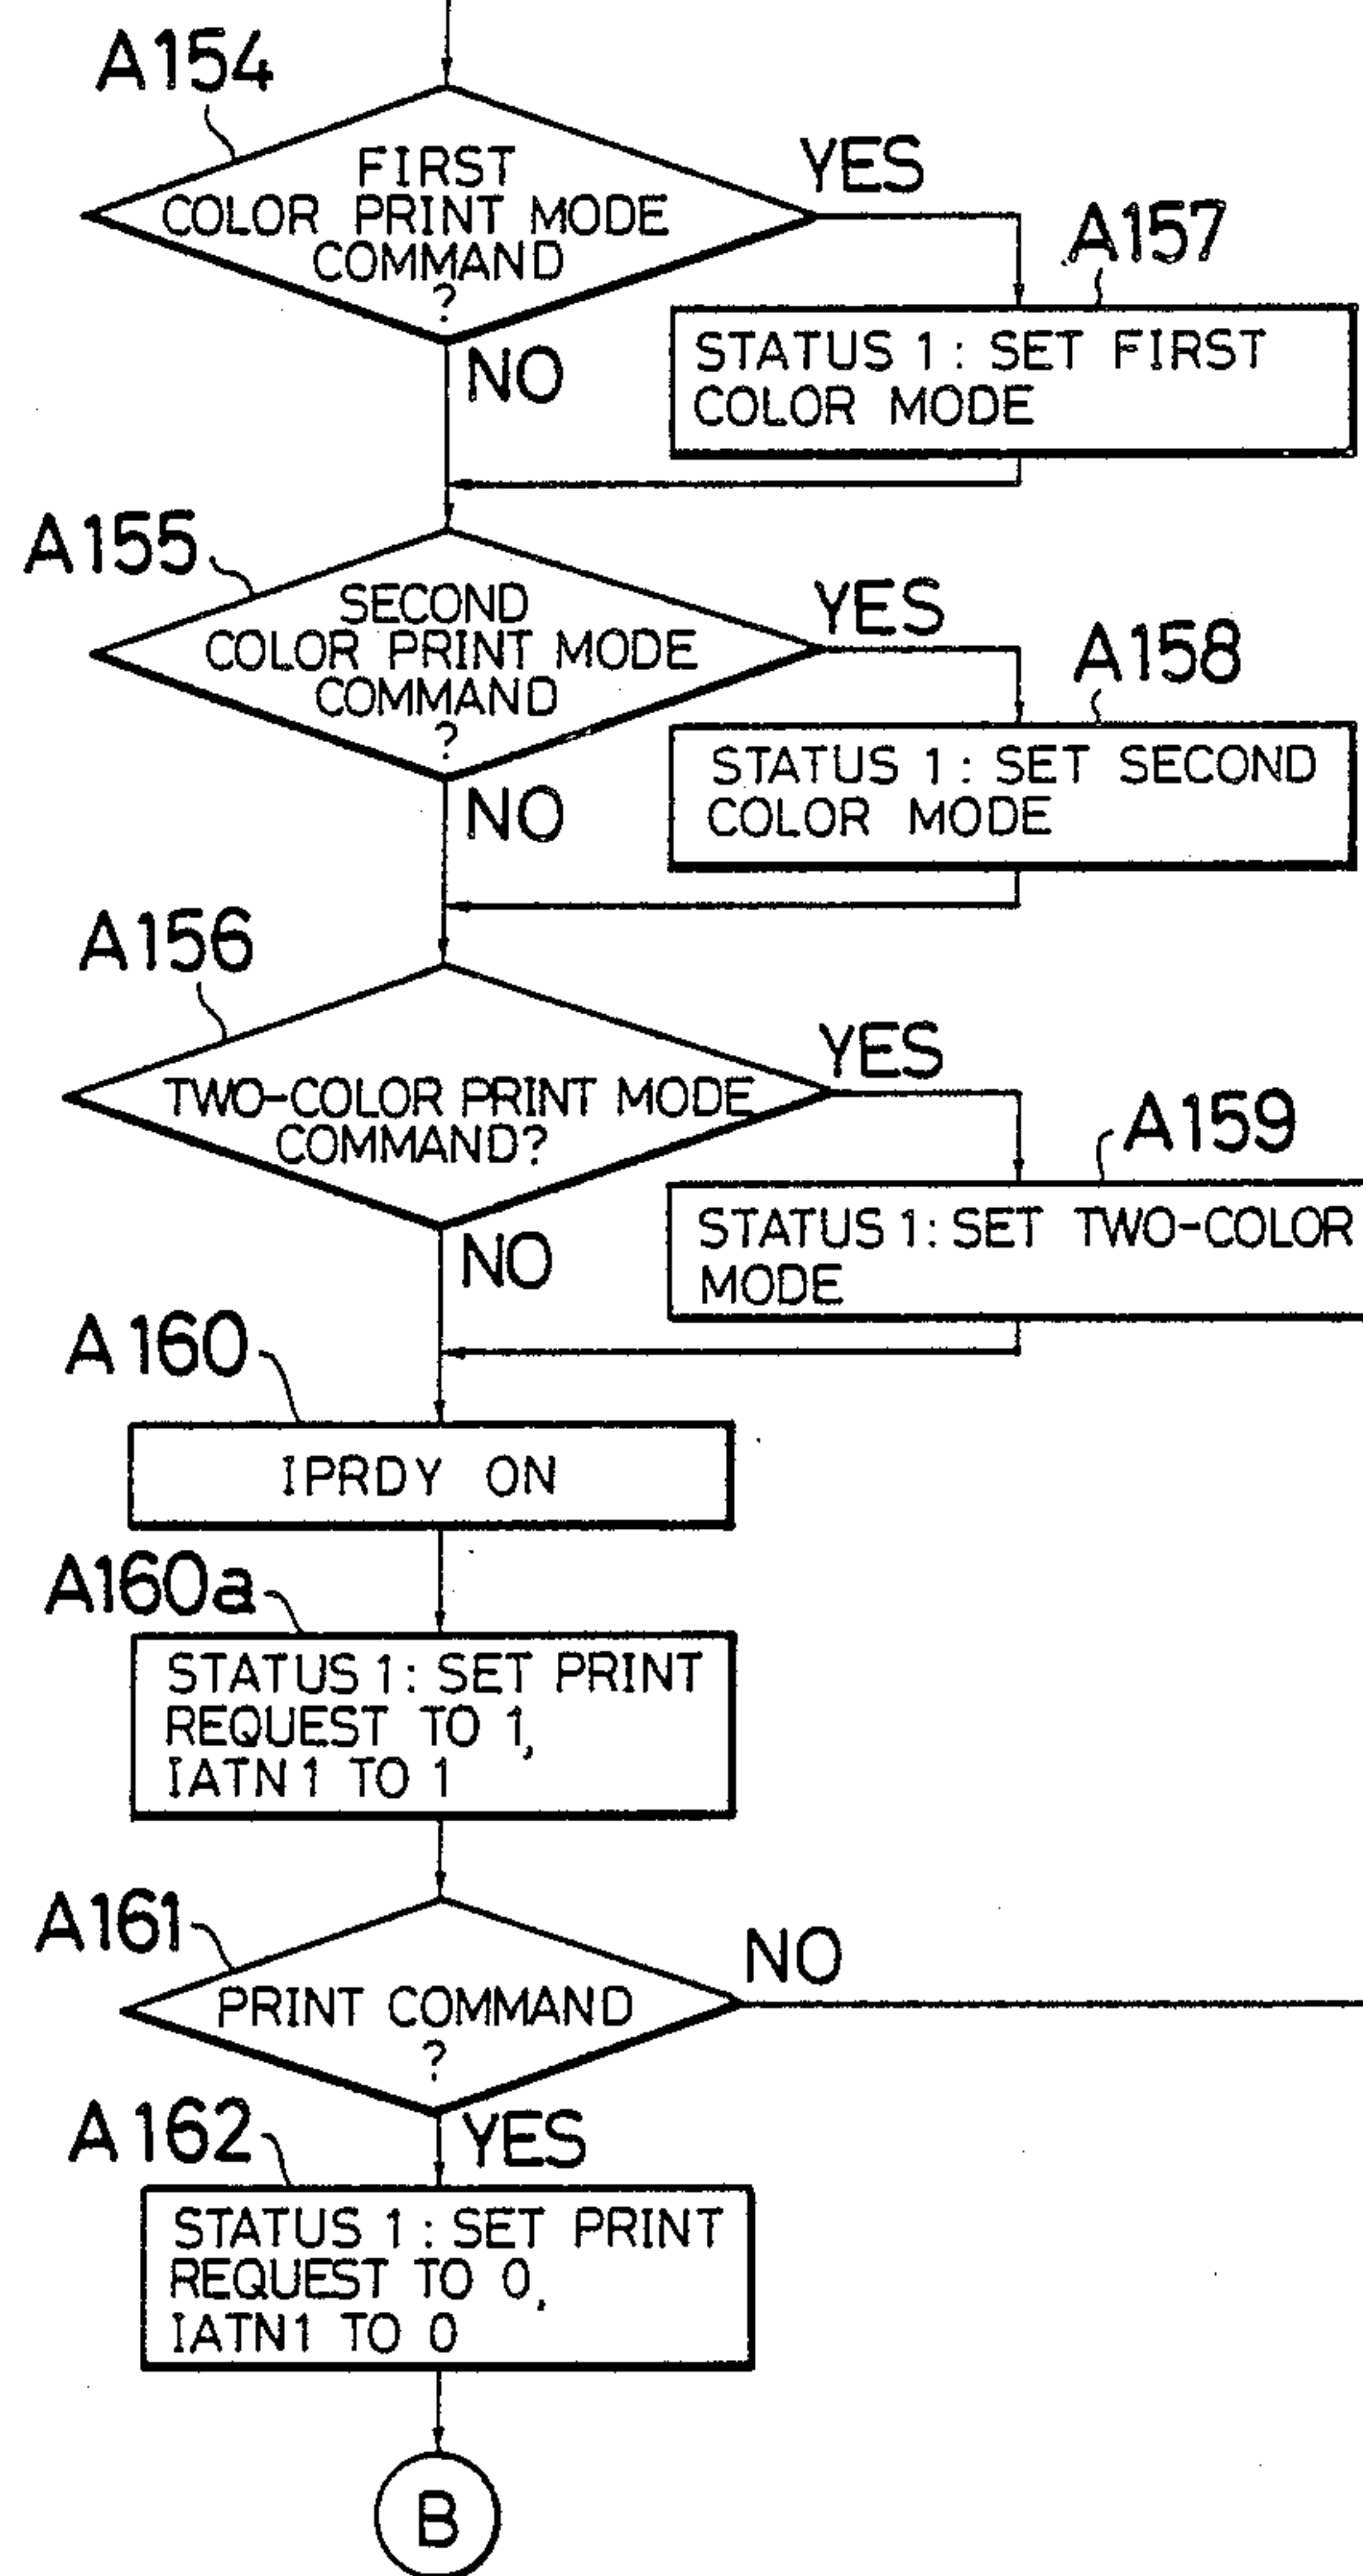 A154
FIRST
COLOR PRINT MODE
COMMAND
?
YES
NO
A157
STATUS 1: SET FIRST
COLOR MODE
A155
SECOND
COLOR PRINT MODE
COMMAND
?
YES
NO
A158
STATUS 1: SET SECOND
COLOR MODE
A156
TWO-COLOR PRINT MODE
COMMAND?
YES
NO
A159
STATUS 1: SET TWO-COLOR
MODE
A160
IPRDY ON
A160a
STATUS 1: SET PRINT
REQUEST TO 1,
IATN1 TO 1
A161
PRINT COMMAND
?
NO
YES
A162
STATUS 1: SET PRINT
REQUEST TO 0,
IATN1 TO 0
B